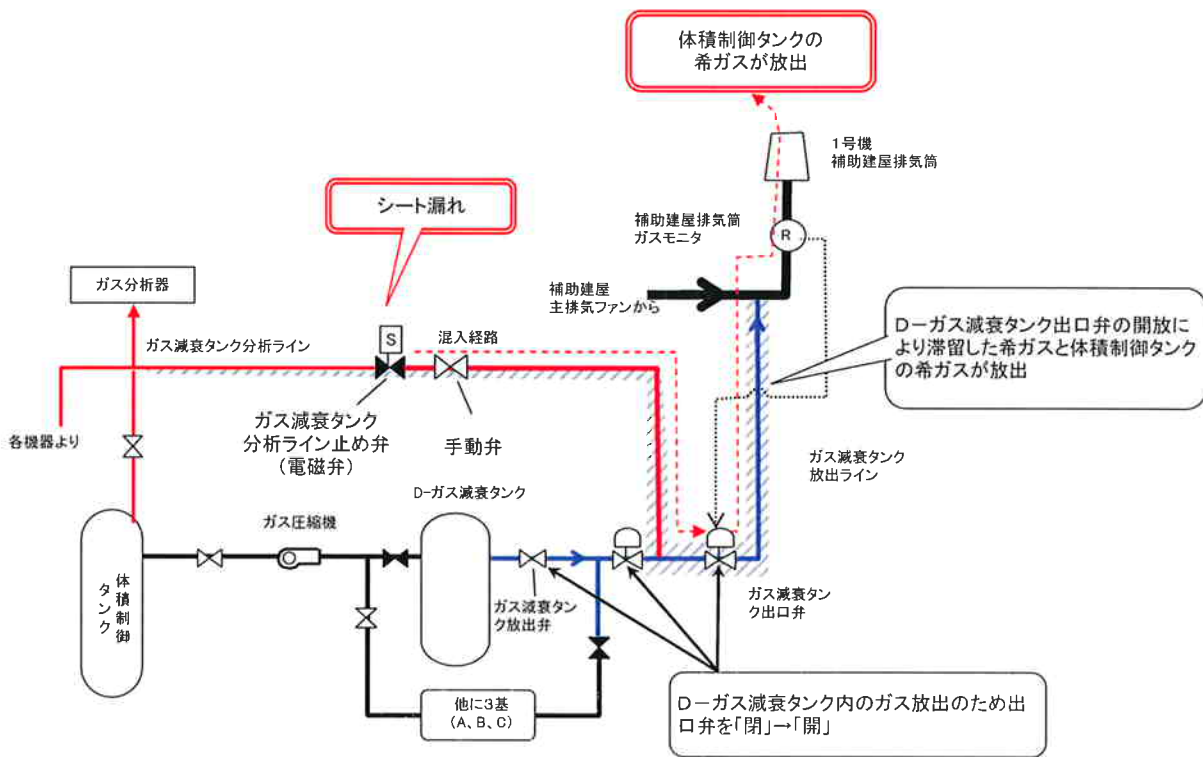 体積制御タンクの
希ガスが放出
1号機
補助建屋排気筒
シート漏れ
補助建屋排気筒
ガスモニタ
R
ガス分析器
補助建屋
主排気ファンから
D－ガス減衰タンク出口弁の開放に
より滞留した希ガスと体積制御タンク
の希ガスが放出
ガス減衰タンク分析ライン
S
混入経路
各機器より
ガス減衰タンク
分析ライン止め弁
（電磁弁）
手動弁
ガス減衰タンク
放出ライン
D-ガス減衰タンク
ガス圧縮機
体積制御
タンク
ガス減衰タン
ク放出弁
ガス減衰タン
ク出口弁
他に3基
(A、B、C)
D－ガス減衰タンク内のガス放出のため出
口弁を「閉」→「開」